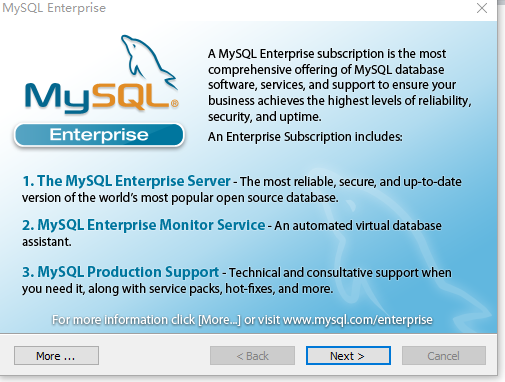 MySQL Enterprise
MySQL®
Enterprise
A MySQL Enterprise subscription is the most
comprehensive offering of MySQL database
software, services, and support to ensure your
business achieves the highest levels of reliability,
security, and uptime.
An Enterprise Subscription includes:
1. The MySQL Enterprise Server - The most reliable, secure, and up-to-date
version of the world's most popular open source database.
2. MySQL Enterprise Monitor Service - An automated virtual database
assistant.
3. MySQL Production Support - Technical and consultative support when
you need it, along with service packs, hot-fixes, and more.
For more information click [More...] or visit www.mysql.com/enterprise
More ...
< Back
Next >
Cancel